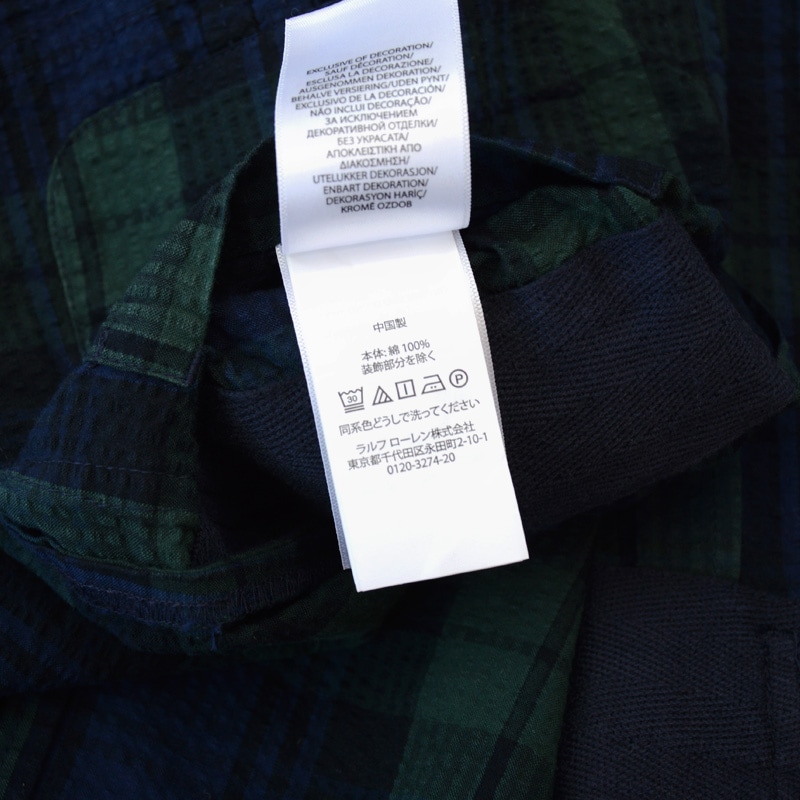 EXCLUSIVE OF DECORATION/
SAUF DÉCORATION/
ESCLUSA LA DECORAZIONE/
AUSGENOMMEN DEKORATION/
BEHALVE VERSIERING/UDEN PYNT/
EXCLUSIVO DE LA DECORACIÓN/
NÃO INCLUI DECORAÇÃO/
ЗА ИСКЛЮЧЕНИЕМ
ДЕКОРАТИВНОЙ ОТДЕЛКИ/
БЕЗ УКРАСАТА/
ΑΠΟΚΛΕΙΣΤΙΚΗ ΑΠΟ
ΔΙΑΚΟΣΜΗΣΗ/
UTELUKKER DEKORASJON/
ENBART DEKORATION/
DEKORASYON HARİÇ/
KROMĚ OZDOB
中国製
本体: 綿 100%
装飾部分を除く
30 P
同系色どうしで洗ってください
ラルフ ローレン株式会社
東京都千代田区永田町2-10-1
0120-3274-20